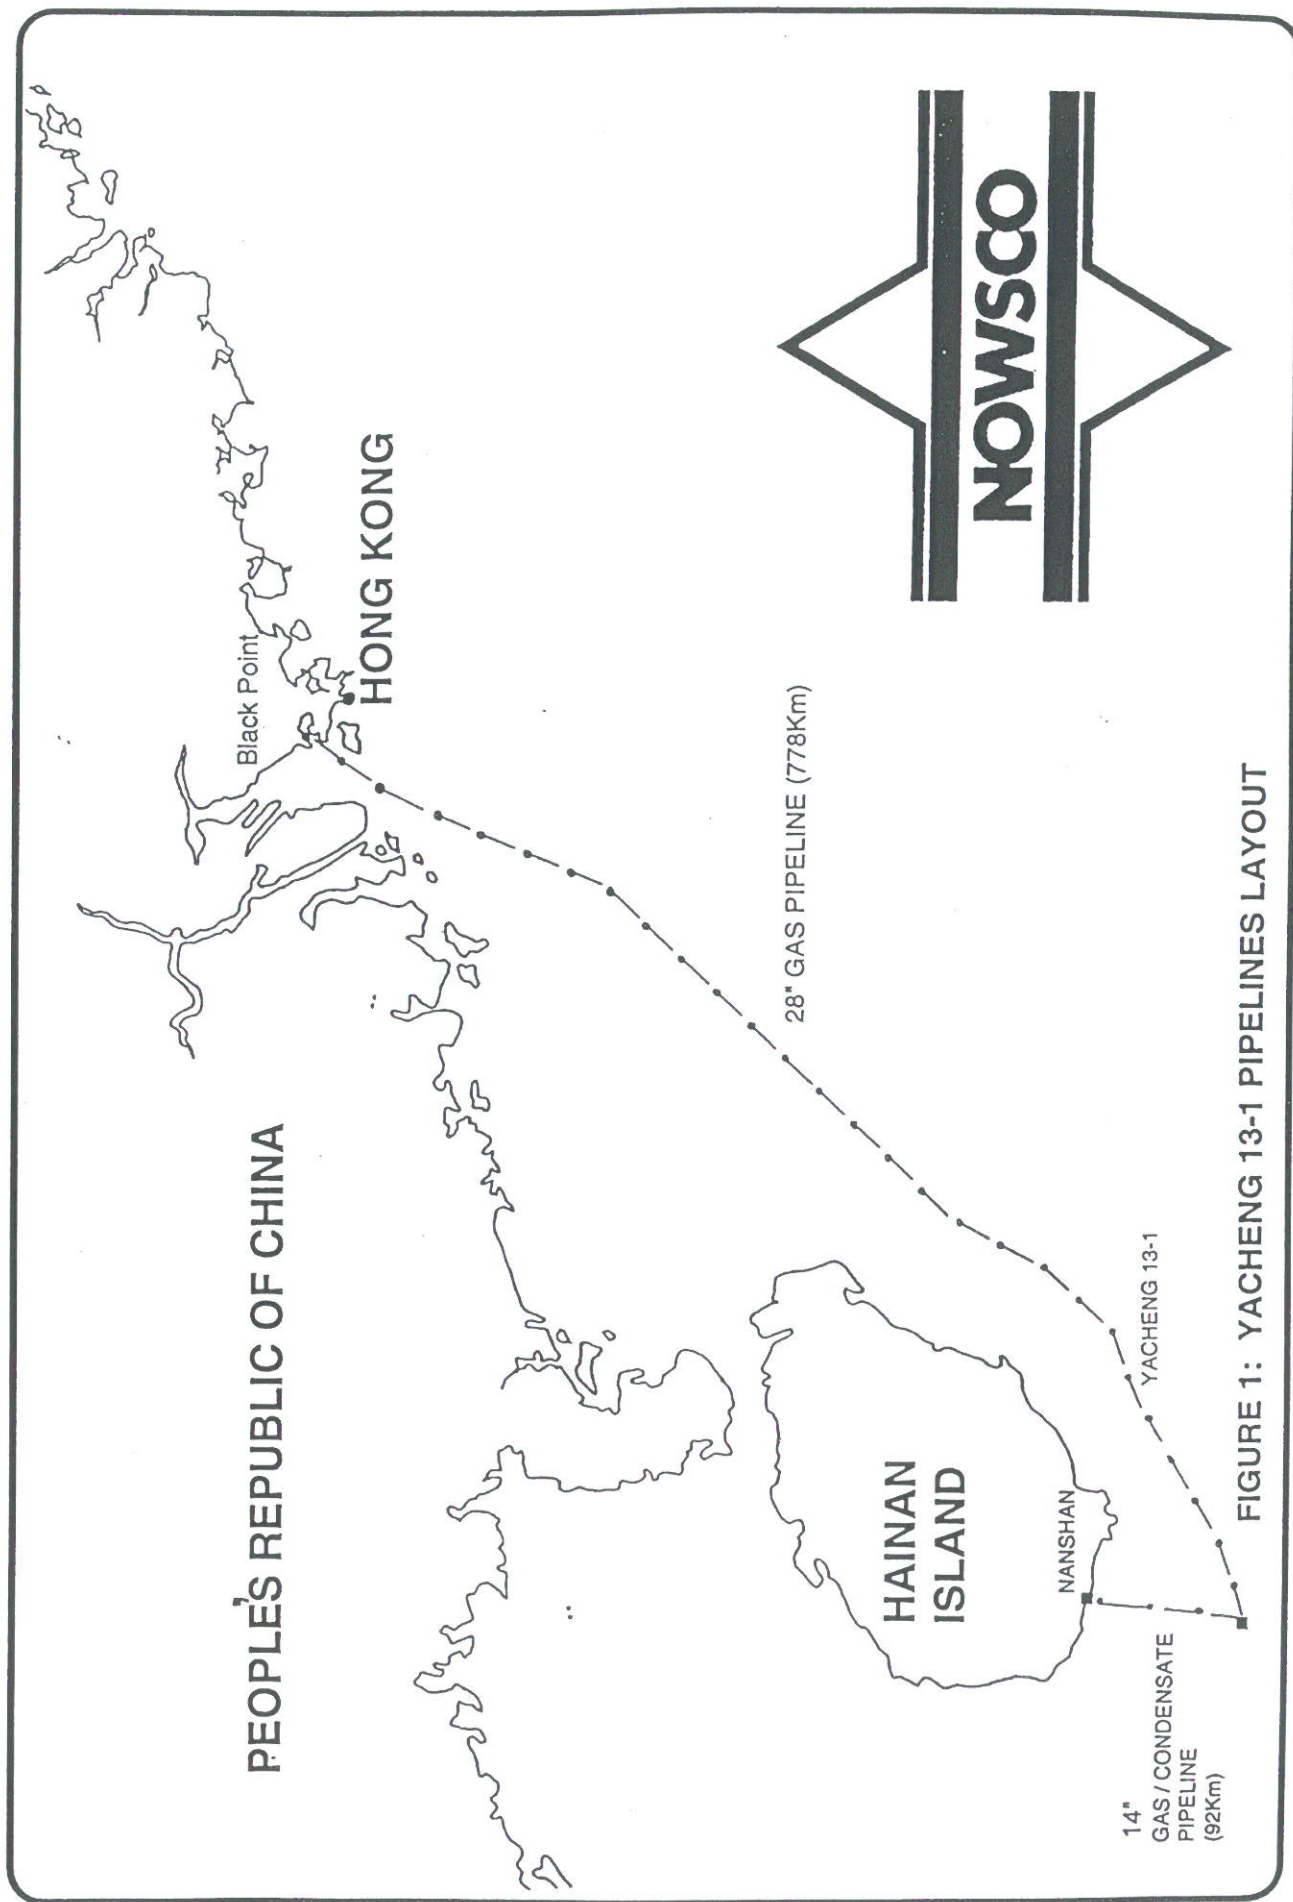 PEOPLE'S REPUBLIC OF CHINA
Black Point
HONG KONG
28" GAS PIPELINE (778Km)
NOWSCO
HAINAN
ISLAND
NANSHAN
YACHENG 13-1
14"
GAS / CONDENSATE
PIPELINE
(92Km)
FIGURE 1: YACHENG 13-1 PIPELINES LAYOUT